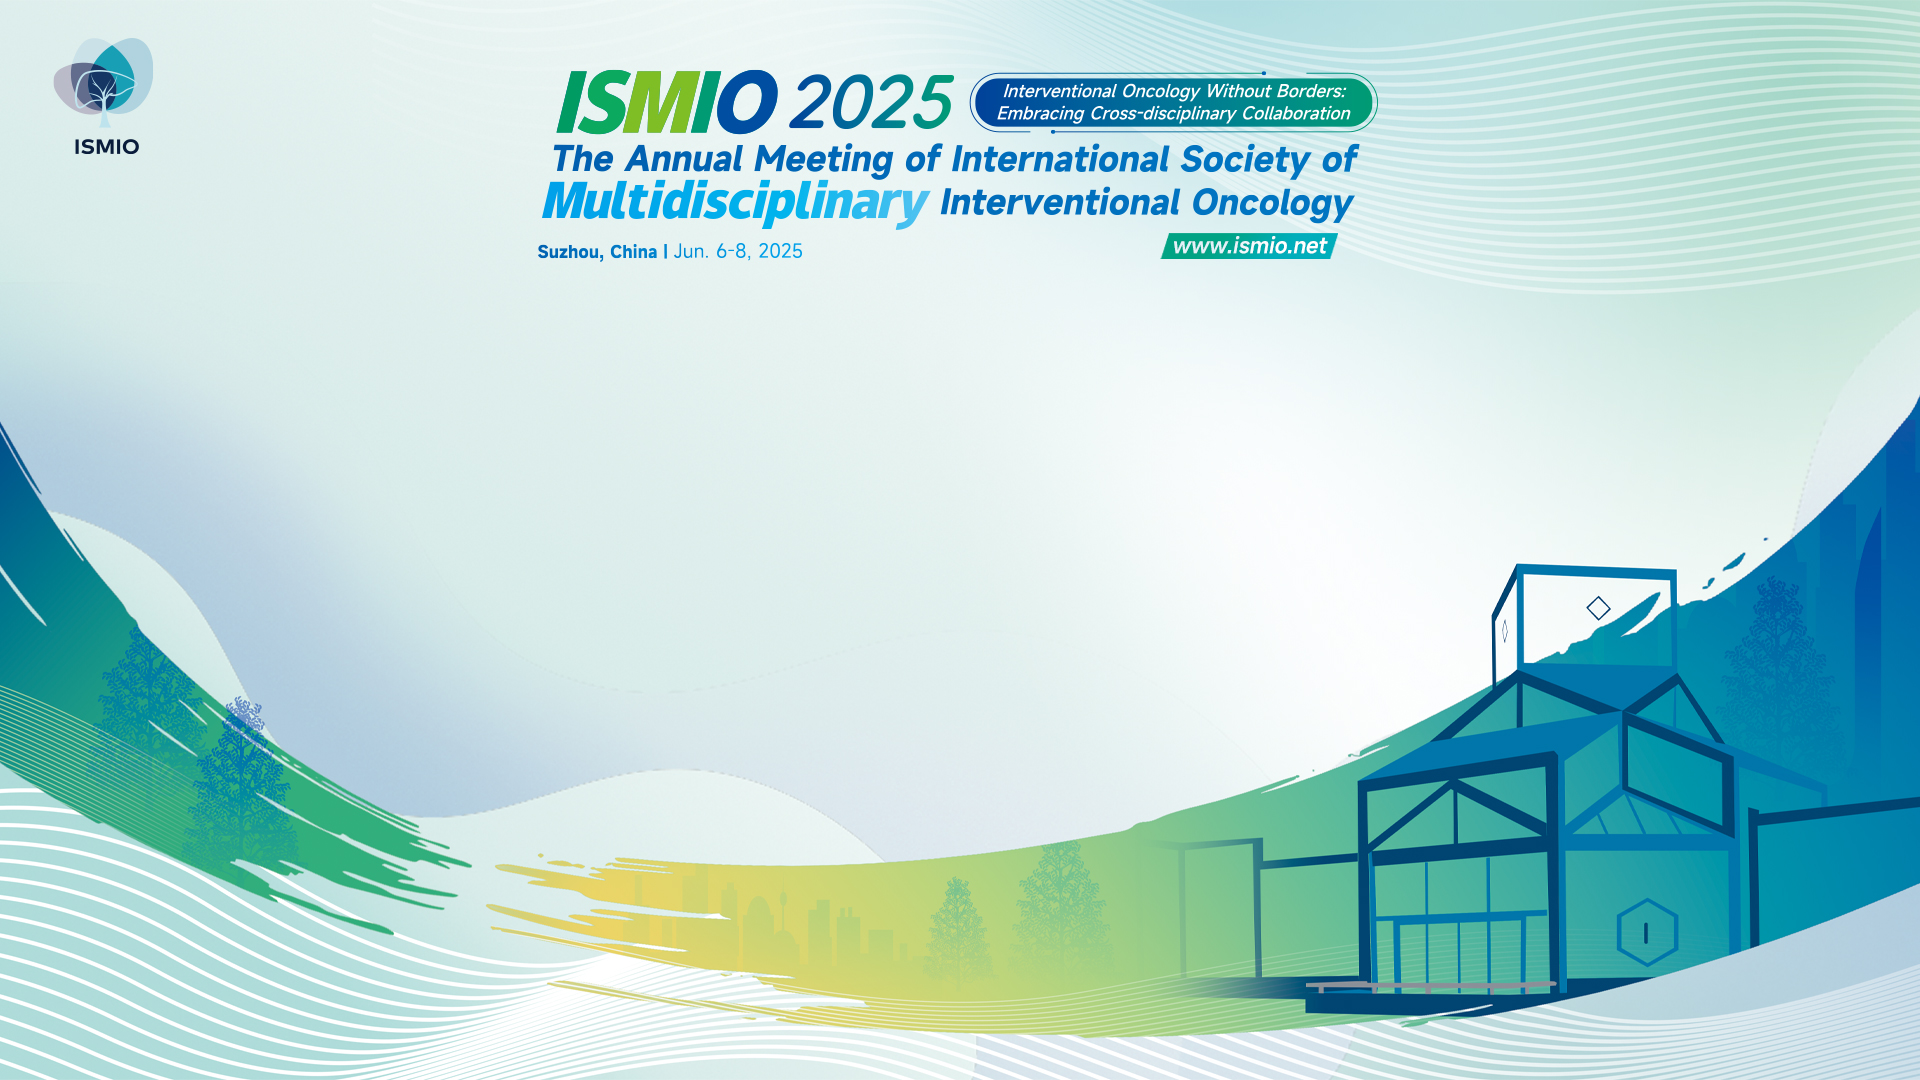 ISMIO
ISMIO 2025
Interventional Oncology Without Borders:
Embracing Cross-disciplinary Collaboration
The Annual Meeting of International Society of
Multidisciplinary Interventional Oncology
Suzhou, China | Jun. 6-8, 2025
www.ismio.net